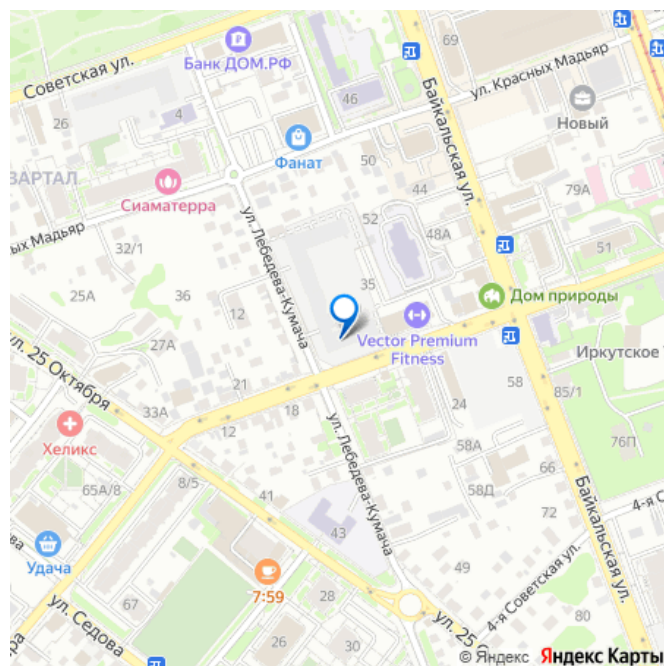 69
Советская ул.
Банк ДОМ.РФ
ул. Красных Мадьяр
Байкальская ул.
46
4
26
Новый
Фанат
50
ЗАРТАЛ
Сиаматерра
44
79А
52
48А
51
ых Мадьяр
32/1
ул. Лебедева-Кумача
35
25А
36
12
Дом природы
Vector Premium
Fitness
Иркутское
27А
ул. 25 Октября
21
58
85/1
33А
18
24
12
Хеликс
ул. Лебедева-Кумача
58А
76П
66
65А/8
8/5
41
58Д
4-я С
43
72
Байкальская ул.
Удача
49
4-я Советская ул.
7:59
28
67
ул. Седова
80
ул. 25
26
30
© Яндекс Яндекс Карты